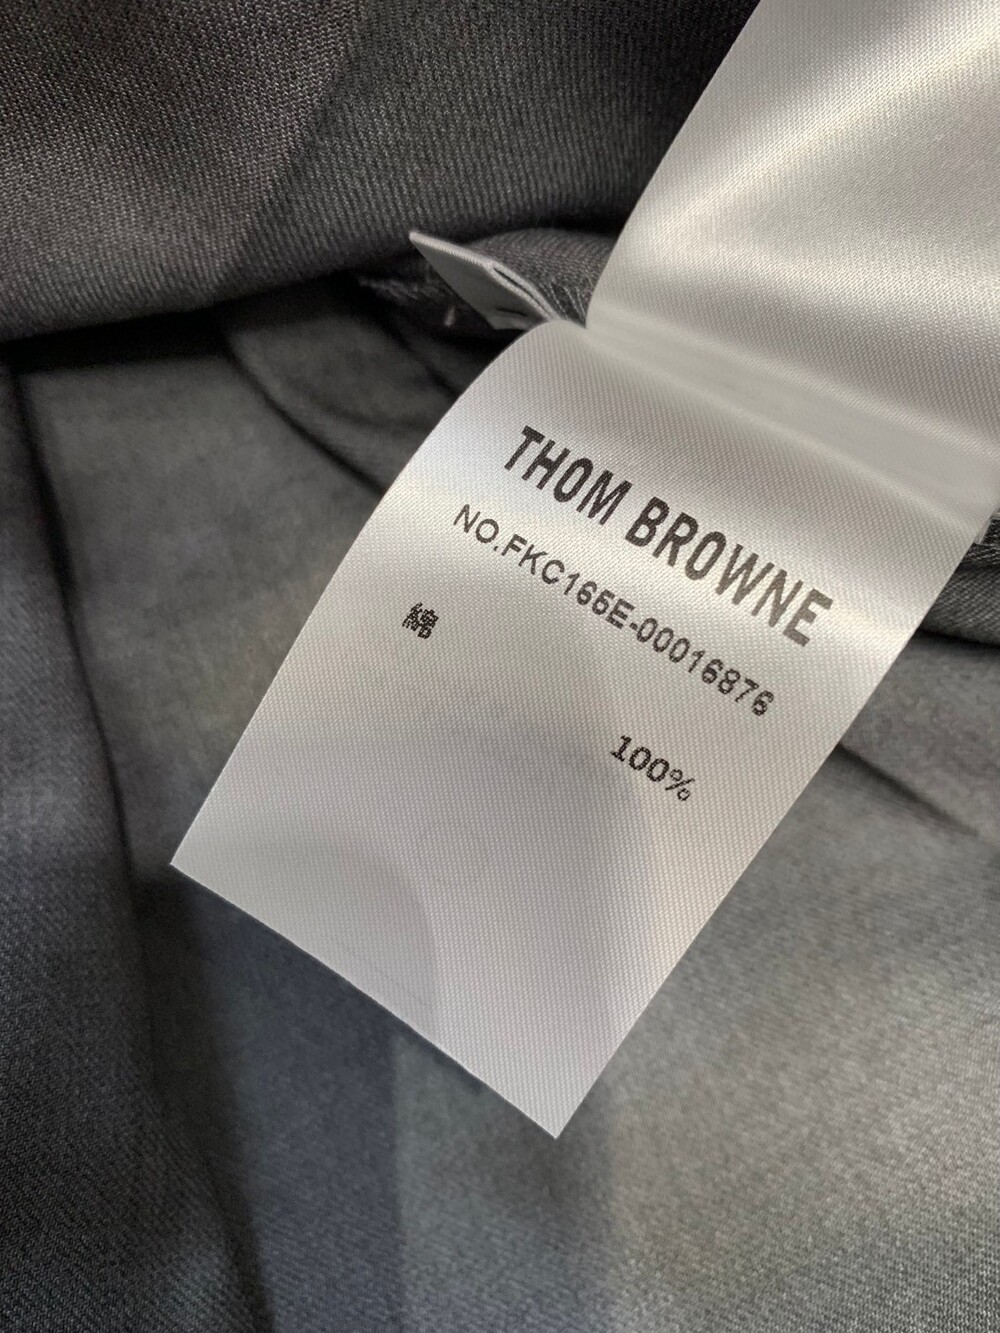 THOM BROWNE
NO.FKC166E-00016876
綿
100%